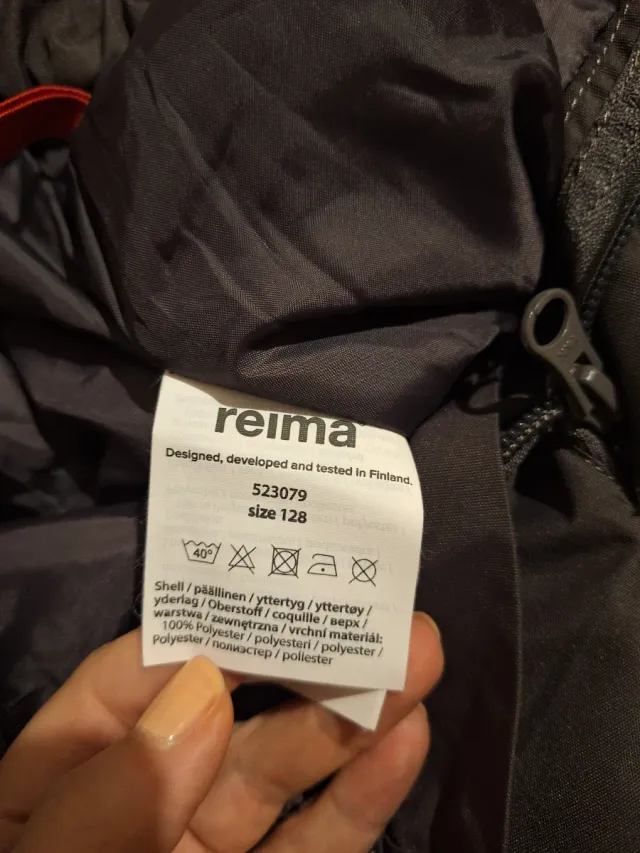 reima
Designed, developed and tested in Finland.
523079
size 128
40°
Shell / päällinen / yttertyg / yttertøy /
yderlag / Oberstoff / coquille / верх /
warstwa / zewnętrzna / vrchní materiál:
100% Polyester / polyesteri / polyester /
Polyester / полиэстер / poliester